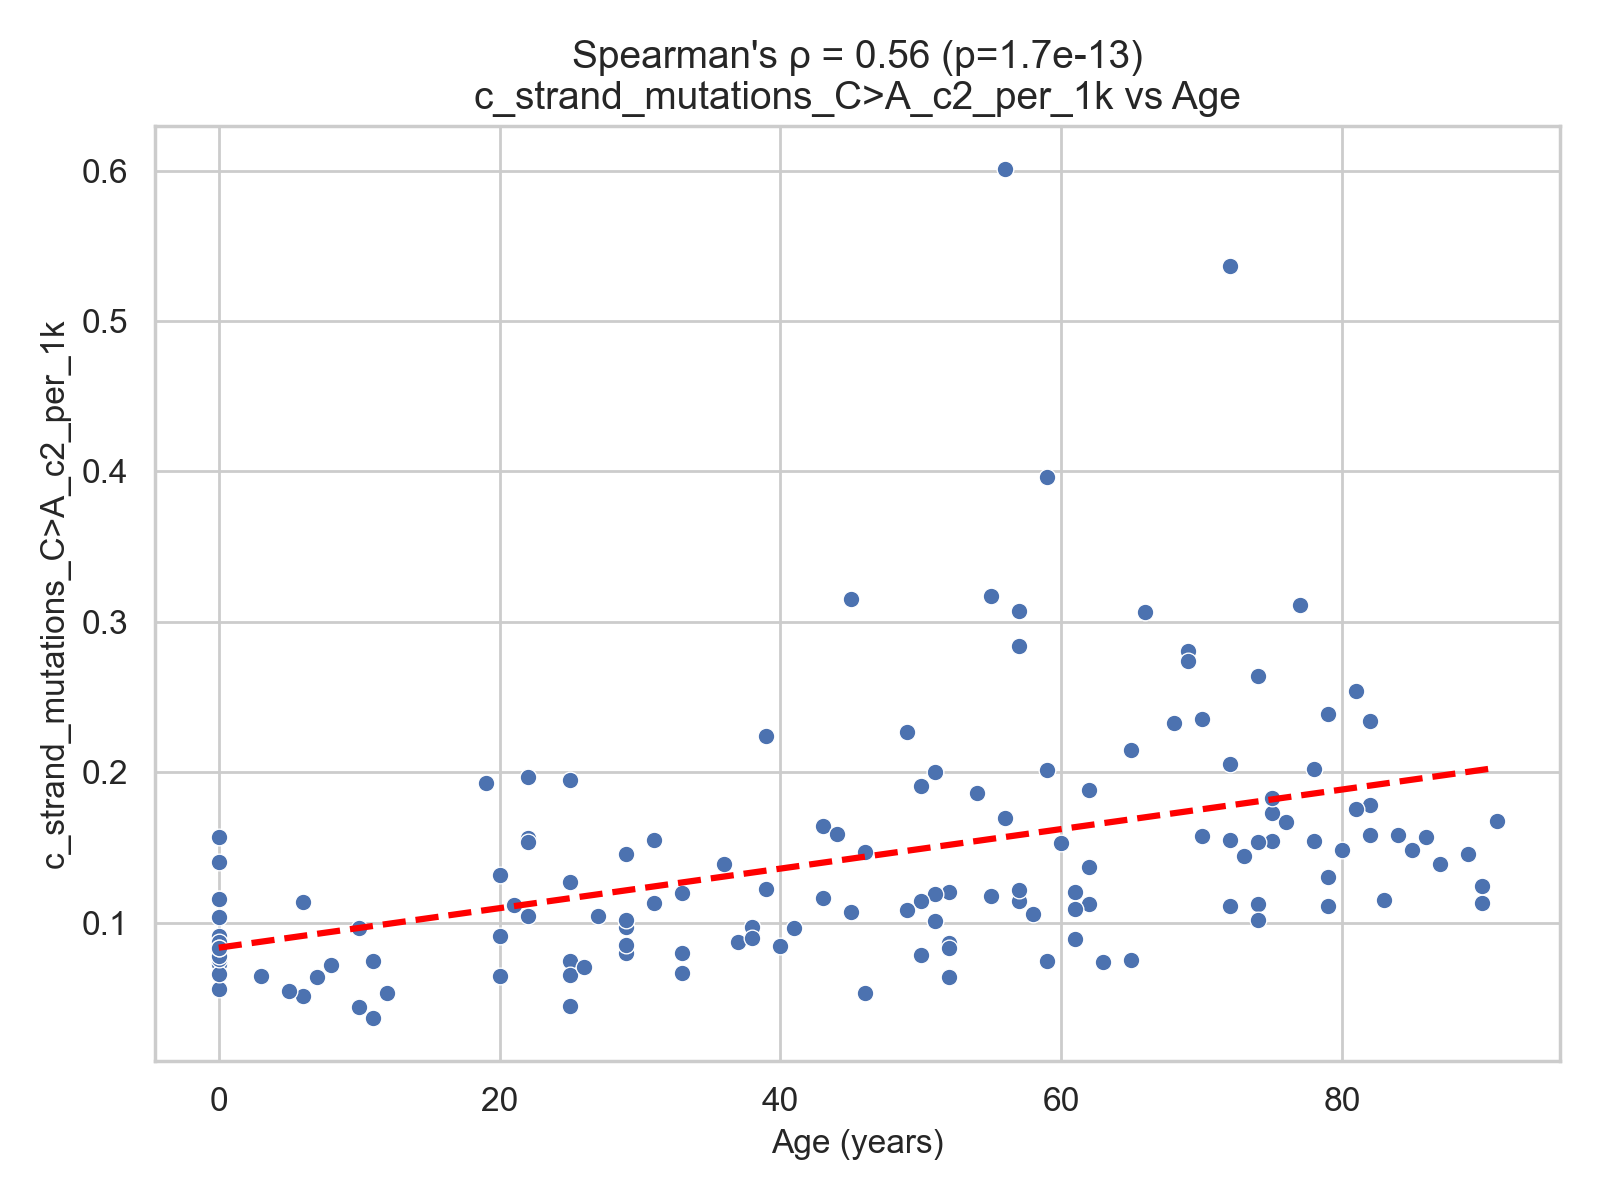 Spearman's ρ = 0.56 (p=1.7e-13)
c_strand_mutations_C>A_c2_per_1k vs Age
c_strand_mutations_C>A_c2_per_1k
0.6
0.5
0.4
0.3
0.2
0.1
0
20
40
60
80
Age (years)